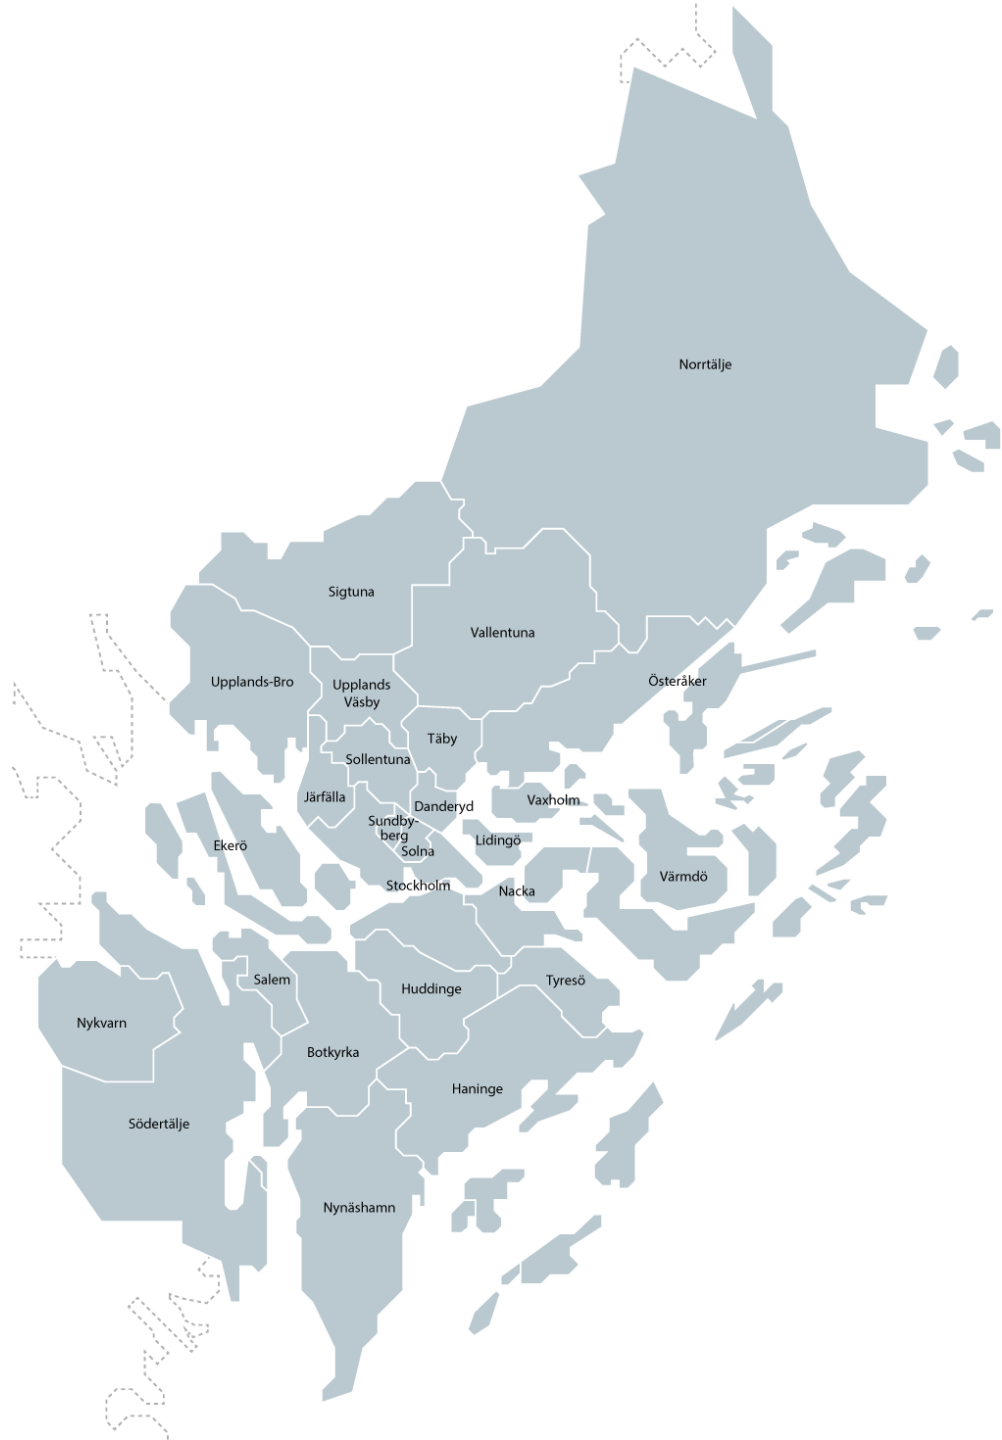 Norrtälje
Sigtuna
Vallentuna
Upplands-Bro
Upplands
Väsby
Österåker
Täby
Sollentuna
Järfälla
Danderyd
Vaxholm
Sundby-
berg
Ekerö
Lidingö
Solna
Stockholm
Nacka
Värmdö
Salem
Huddinge
Tyresö
Nykvarn
Botkyrka
Haninge
Södertälje
Nynäshamn